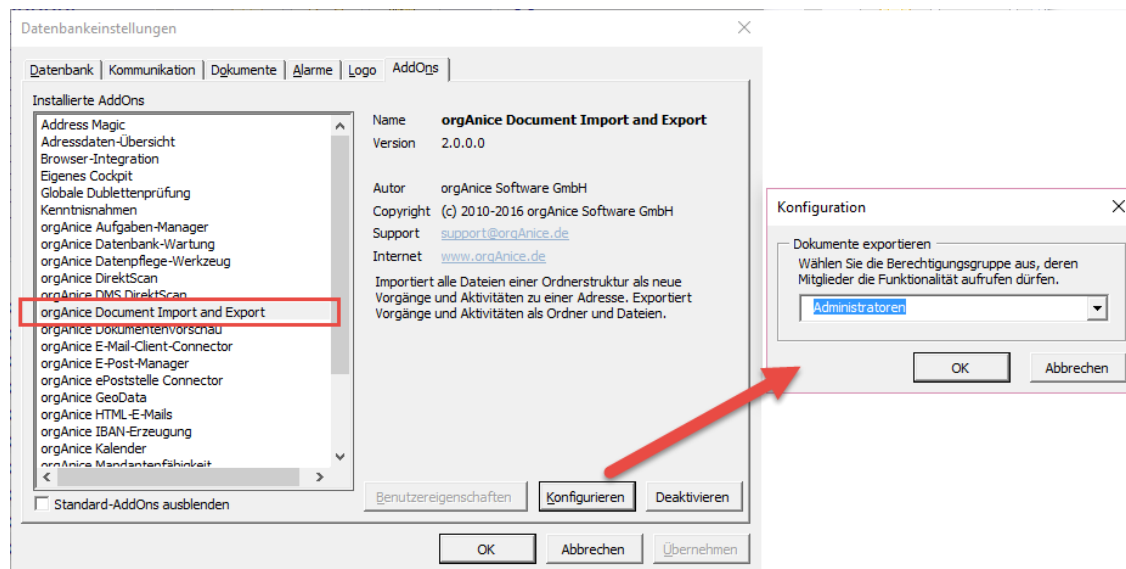 Datenbankeinstellungen
Datenbank Kommunikation Dokumente Alarme Logo AddOns
Installierte AddOns
Address Magic
Adressdaten-Übersicht
Browser-Integration
Eigenes Cockpit
Globale Dublettenprüfung
Kenntnisnahmen
orgAnice Aufgaben-Manager
orgAnice Datenbank-Wartung
orgAnice Datenpflege-Werkzeug
orgAnice DirektScan
orgAnice DMS DirektScan
orgAnice Document Import and Export
orgAnice Dokumentenvorschau
orgAnice E-Mail-Client-Connector
orgAnice E-Post-Manager
orgAnice ePoststelle Connector
orgAnice GeoData
orgAnice HTML-E-Mails
orgAnice IBAN-Erzeugung
orgAnice Kalender
orgAnice Mandantenfähigkeit
Standard-AddOns ausblenden
Name orgAnice Document Import and Export
Version 2.0.0.0
Autor orgAnice Software GmbH
Copyright (c) 2010-2016 orgAnice Software GmbH
Support support@orgAnice.de
Internet www.orgAnice.de
Importiert alle Dateien einer Ordnerstruktur als neue
Vorgänge und Aktivitäten zu einer Adresse. Exportiert
Vorgänge und Aktivitäten als Ordner und Dateien.
Benutzereigenschaften Konfigurieren Deaktivieren
OK Abbrechen Übernehmen
Konfiguration
Dokumente exportieren
Wählen Sie die Berechtigungsgruppe aus, deren
Mitglieder die Funktionalität aufrufen dürfen.
Administratoren
OK Abbrechen